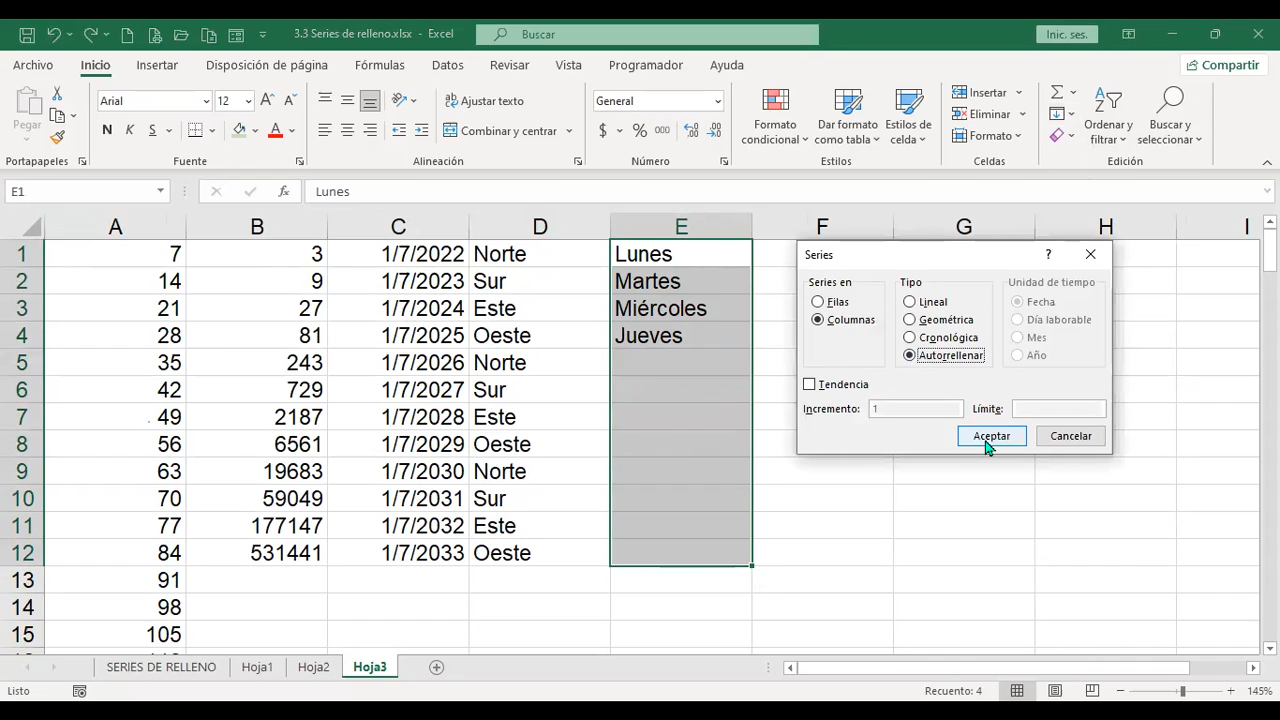 3.3 Series de relleno.xlsx - Excel
Buscar
Inic. ses.
Archivo Inicio Insertar Disposición de página Fórmulas Datos Revisar Vista Programador Ayuda Compartir
Pegar
Arial 12
N K S
Ajustar texto
Combinar y centrar
General
$ % 000
Formato condicional
Dar formato como tabla
Estilos de celda
Insertar
Eliminar
Formato
Ordenar y filtrar
Buscar y seleccionar
Portapapeles Fuente Alineación Número Estilos Celdas Edición
E1 fx Lunes
A B C D E F G H I
1 7 3 1/7/2022 Norte Lunes
2 14 9 1/7/2023 Sur Martes
3 21 27 1/7/2024 Este Miércoles
4 28 81 1/7/2025 Oeste Jueves
5 35 243 1/7/2026 Norte
6 42 729 1/7/2027 Sur
7 49 2187 1/7/2028 Este
8 56 6561 1/7/2029 Oeste
9 63 19683 1/7/2030 Norte
10 70 59049 1/7/2031 Sur
11 77 177147 1/7/2032 Este
12 84 531441 1/7/2033 Oeste
13 91
14 98
15 105
Series ?
Series en Tipo Unidad de tiempo
Filas Lineal Fecha
Columnas Geométrica Día laborable
Cronológica Mes
Autorrellenar Año
Tendencia
Incremento: 1 Límite:
Aceptar Cancelar
SERIES DE RELLENO Hoja1 Hoja2 Hoja3
Listo Recuento: 4 145%